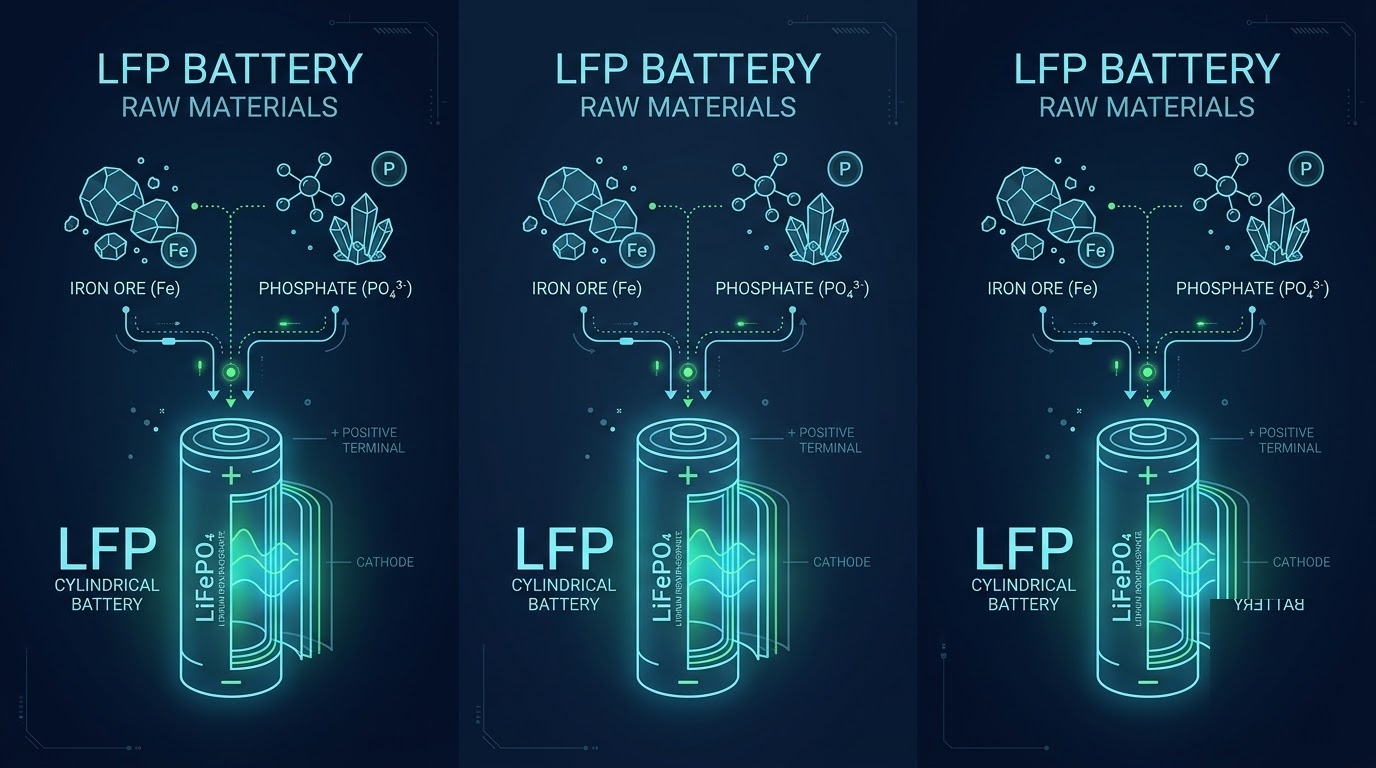 LFP BATTERY
RAW MATERIALS
P
Fe
IRON ORE (Fe)
PHOSPHATE (PO₄³⁻)
+ POSITIVE
TERMINAL
+
LFP
CYLINDRICAL
BATTERY
LiFePO₄
CATHODE
−
LFP BATTERY
RAW MATERIALS
P
Fe
IRON ORE (Fe)
PHOSPHATE (PO₄³⁻)
+ POSITIVE
TERMINAL
+
LFP
CYLINDRICAL
BATTERY
LiFePO₄
CATHODE
−
LFP BATTERY
RAW MATERIALS
P
Fe
IRON ORE (Fe)
PHOSPHATE (PO₄³⁻)
+ POSITIVE
TERMINAL
+
LFP
CYLINDRICAL
BATTERY
LiFePO₄
CATHODE
BATTERY
−